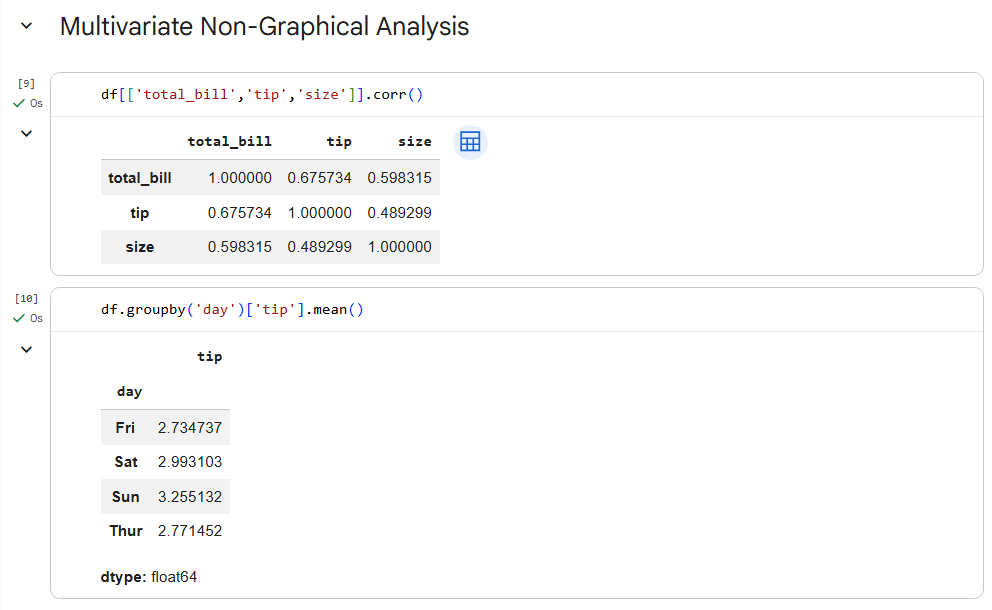 Multivariate Non-Graphical Analysis
[9]
0s
df[['total_bill','tip','size']].corr()
total_bill tip size
total_bill 1.000000 0.675734 0.598315
tip 0.675734 1.000000 0.489299
size 0.598315 0.489299 1.000000
[10]
0s
df.groupby('day')['tip'].mean()
tip
day
Fri 2.734737
Sat 2.993103
Sun 3.255132
Thur 2.771452
dtype: float64